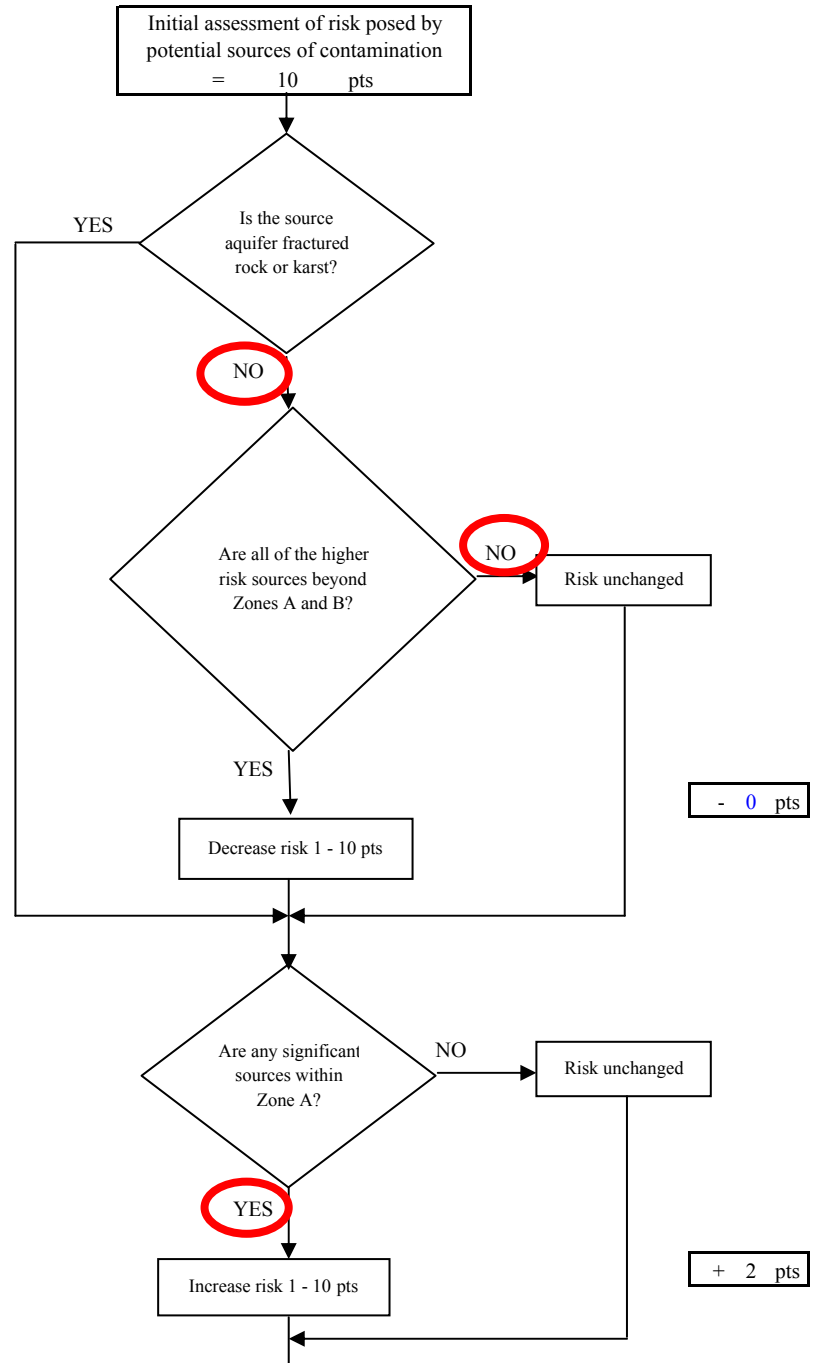 Initial assessment of risk posed by
potential sources of contamination
= 10 pts
YES
Is the source
aquifer fractured
rock or karst?
NO
Are all of the higher
risk sources beyond
Zones A and B?
NO
Risk unchanged
YES
- 0 pts
Decrease risk 1 - 10 pts
Are any significant
sources within
Zone A?
NO
Risk unchanged
YES
+ 2 pts
Increase risk 1 - 10 pts